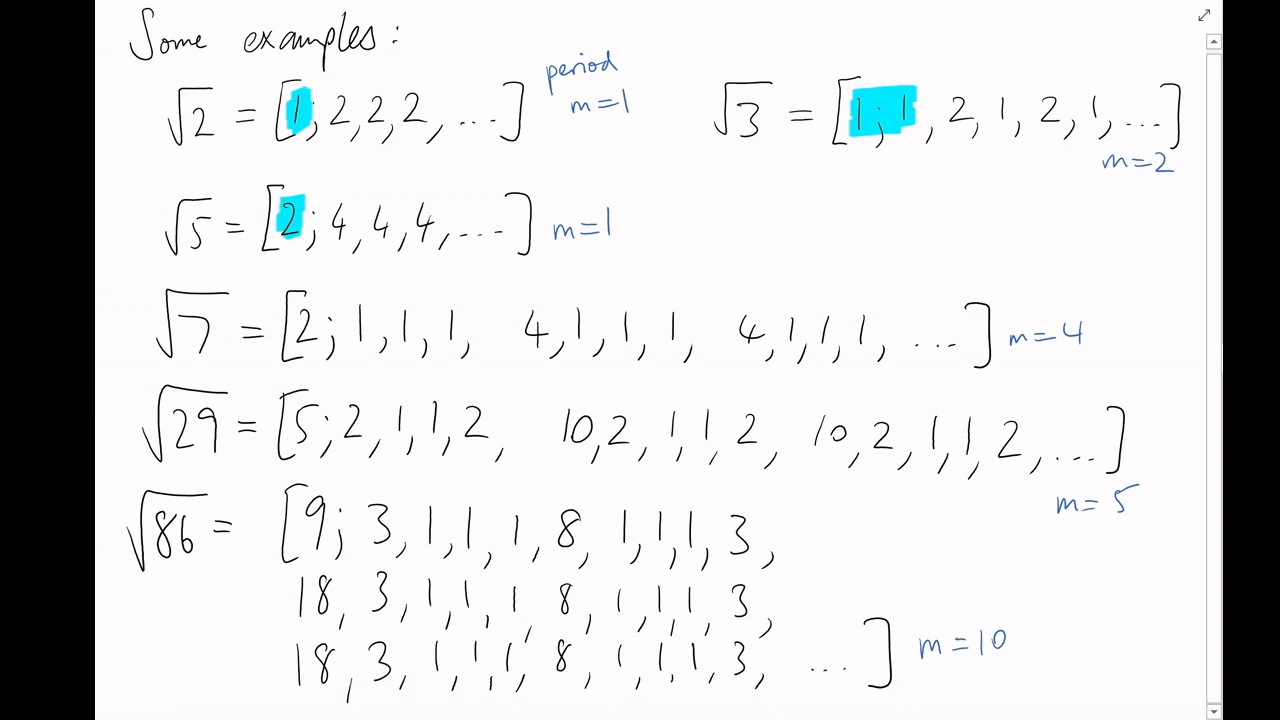 Some examples:
√2 = [1; 2, 2, 2, ...] period m=1
√3 = [1; 1, 2, 1, 2, 1, ...] m=2
√5 = [2; 4, 4, 4, ...] m=1
√7 = [2; 1, 1, 1, 4, 1, 1, 1, 4, 1, 1, 1, ...] m=4
√29 = [5; 2, 1, 1, 2, 10, 2, 1, 1, 2, 10, 2, 1, 1, 2, ...] m=5
√86 = [9; 3, 1, 1, 1, 8, 1, 1, 1, 3,
18, 3, 1, 1, 1, 8, 1, 1, 1, 3,
18, 3, 1, 1, 1, 8, 1, 1, 1, 3, ...] m=10